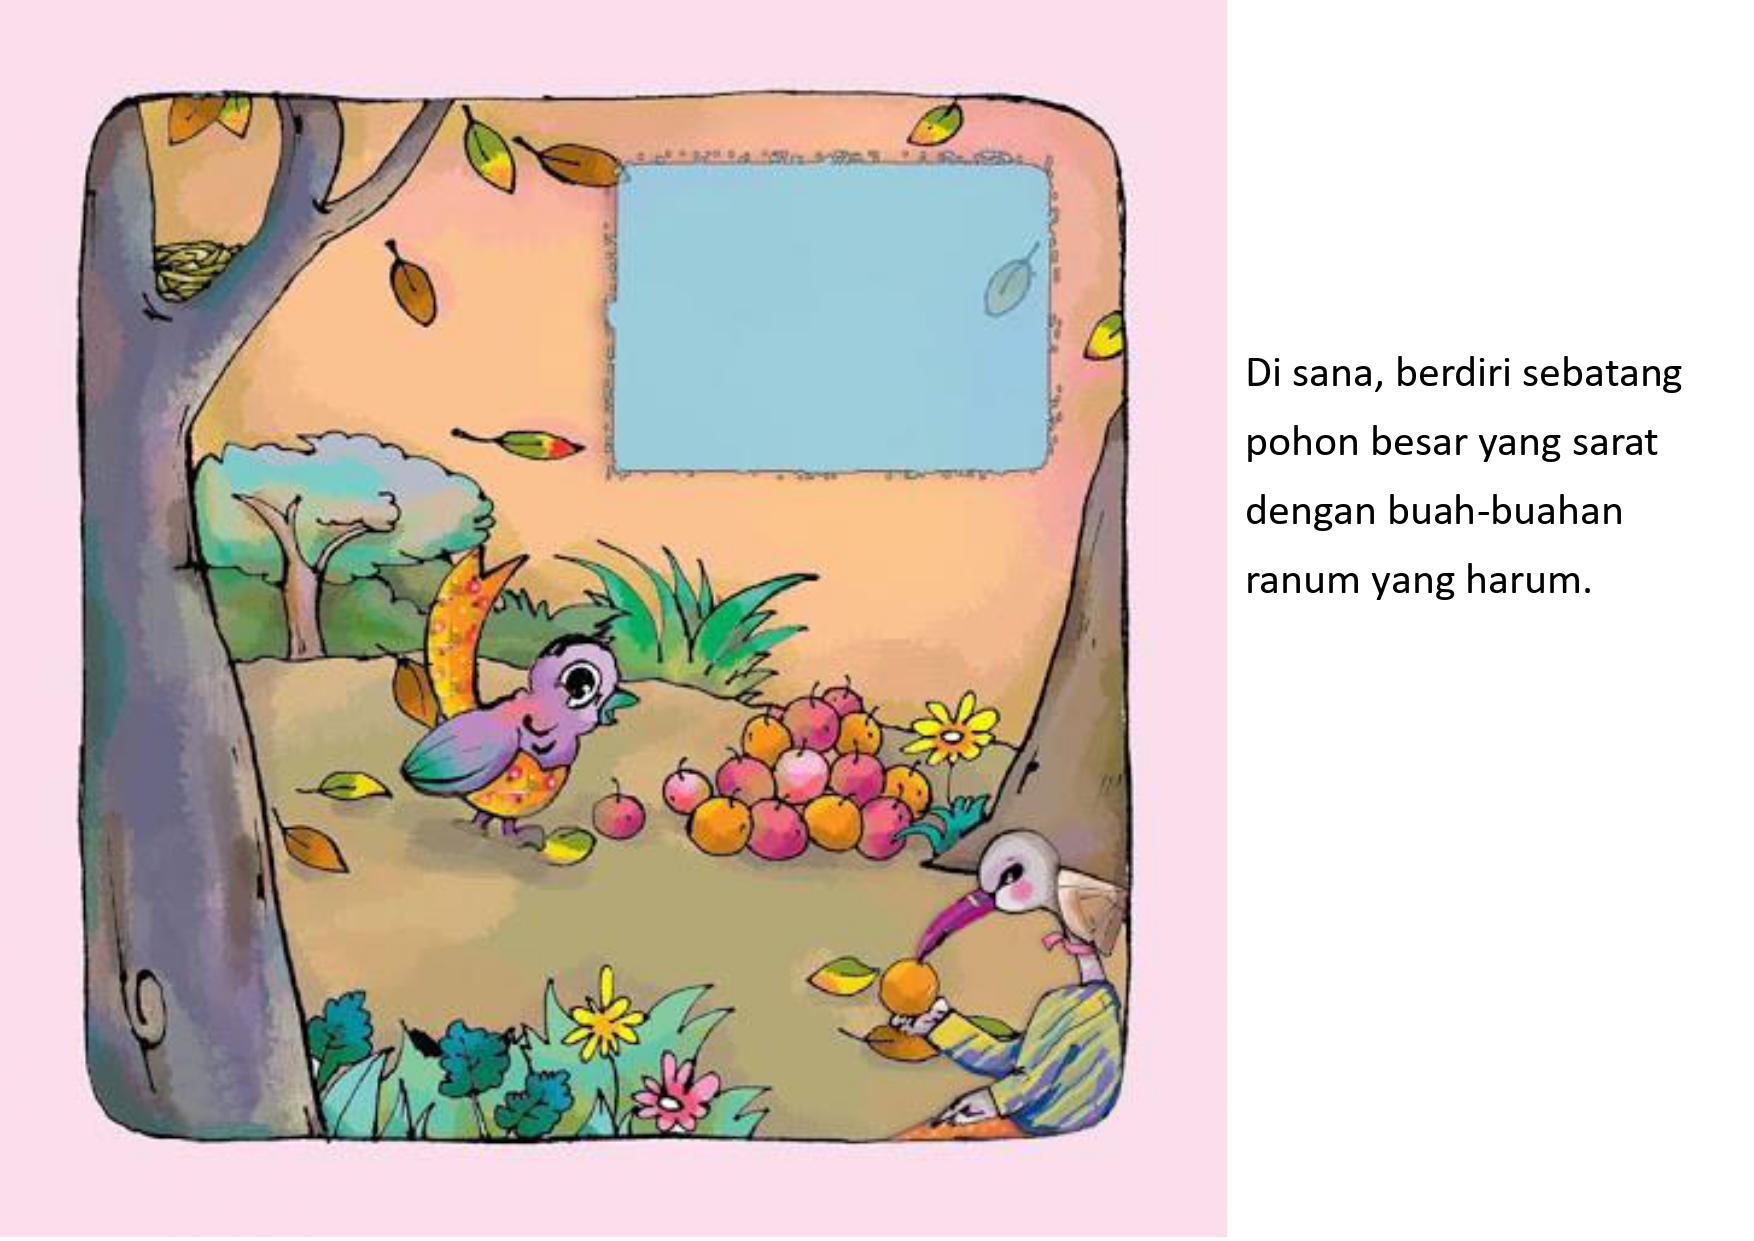 Di sana, berdiri sebatang
pohon besar yang sarat
dengan buah-buahan
ranum yang harum.